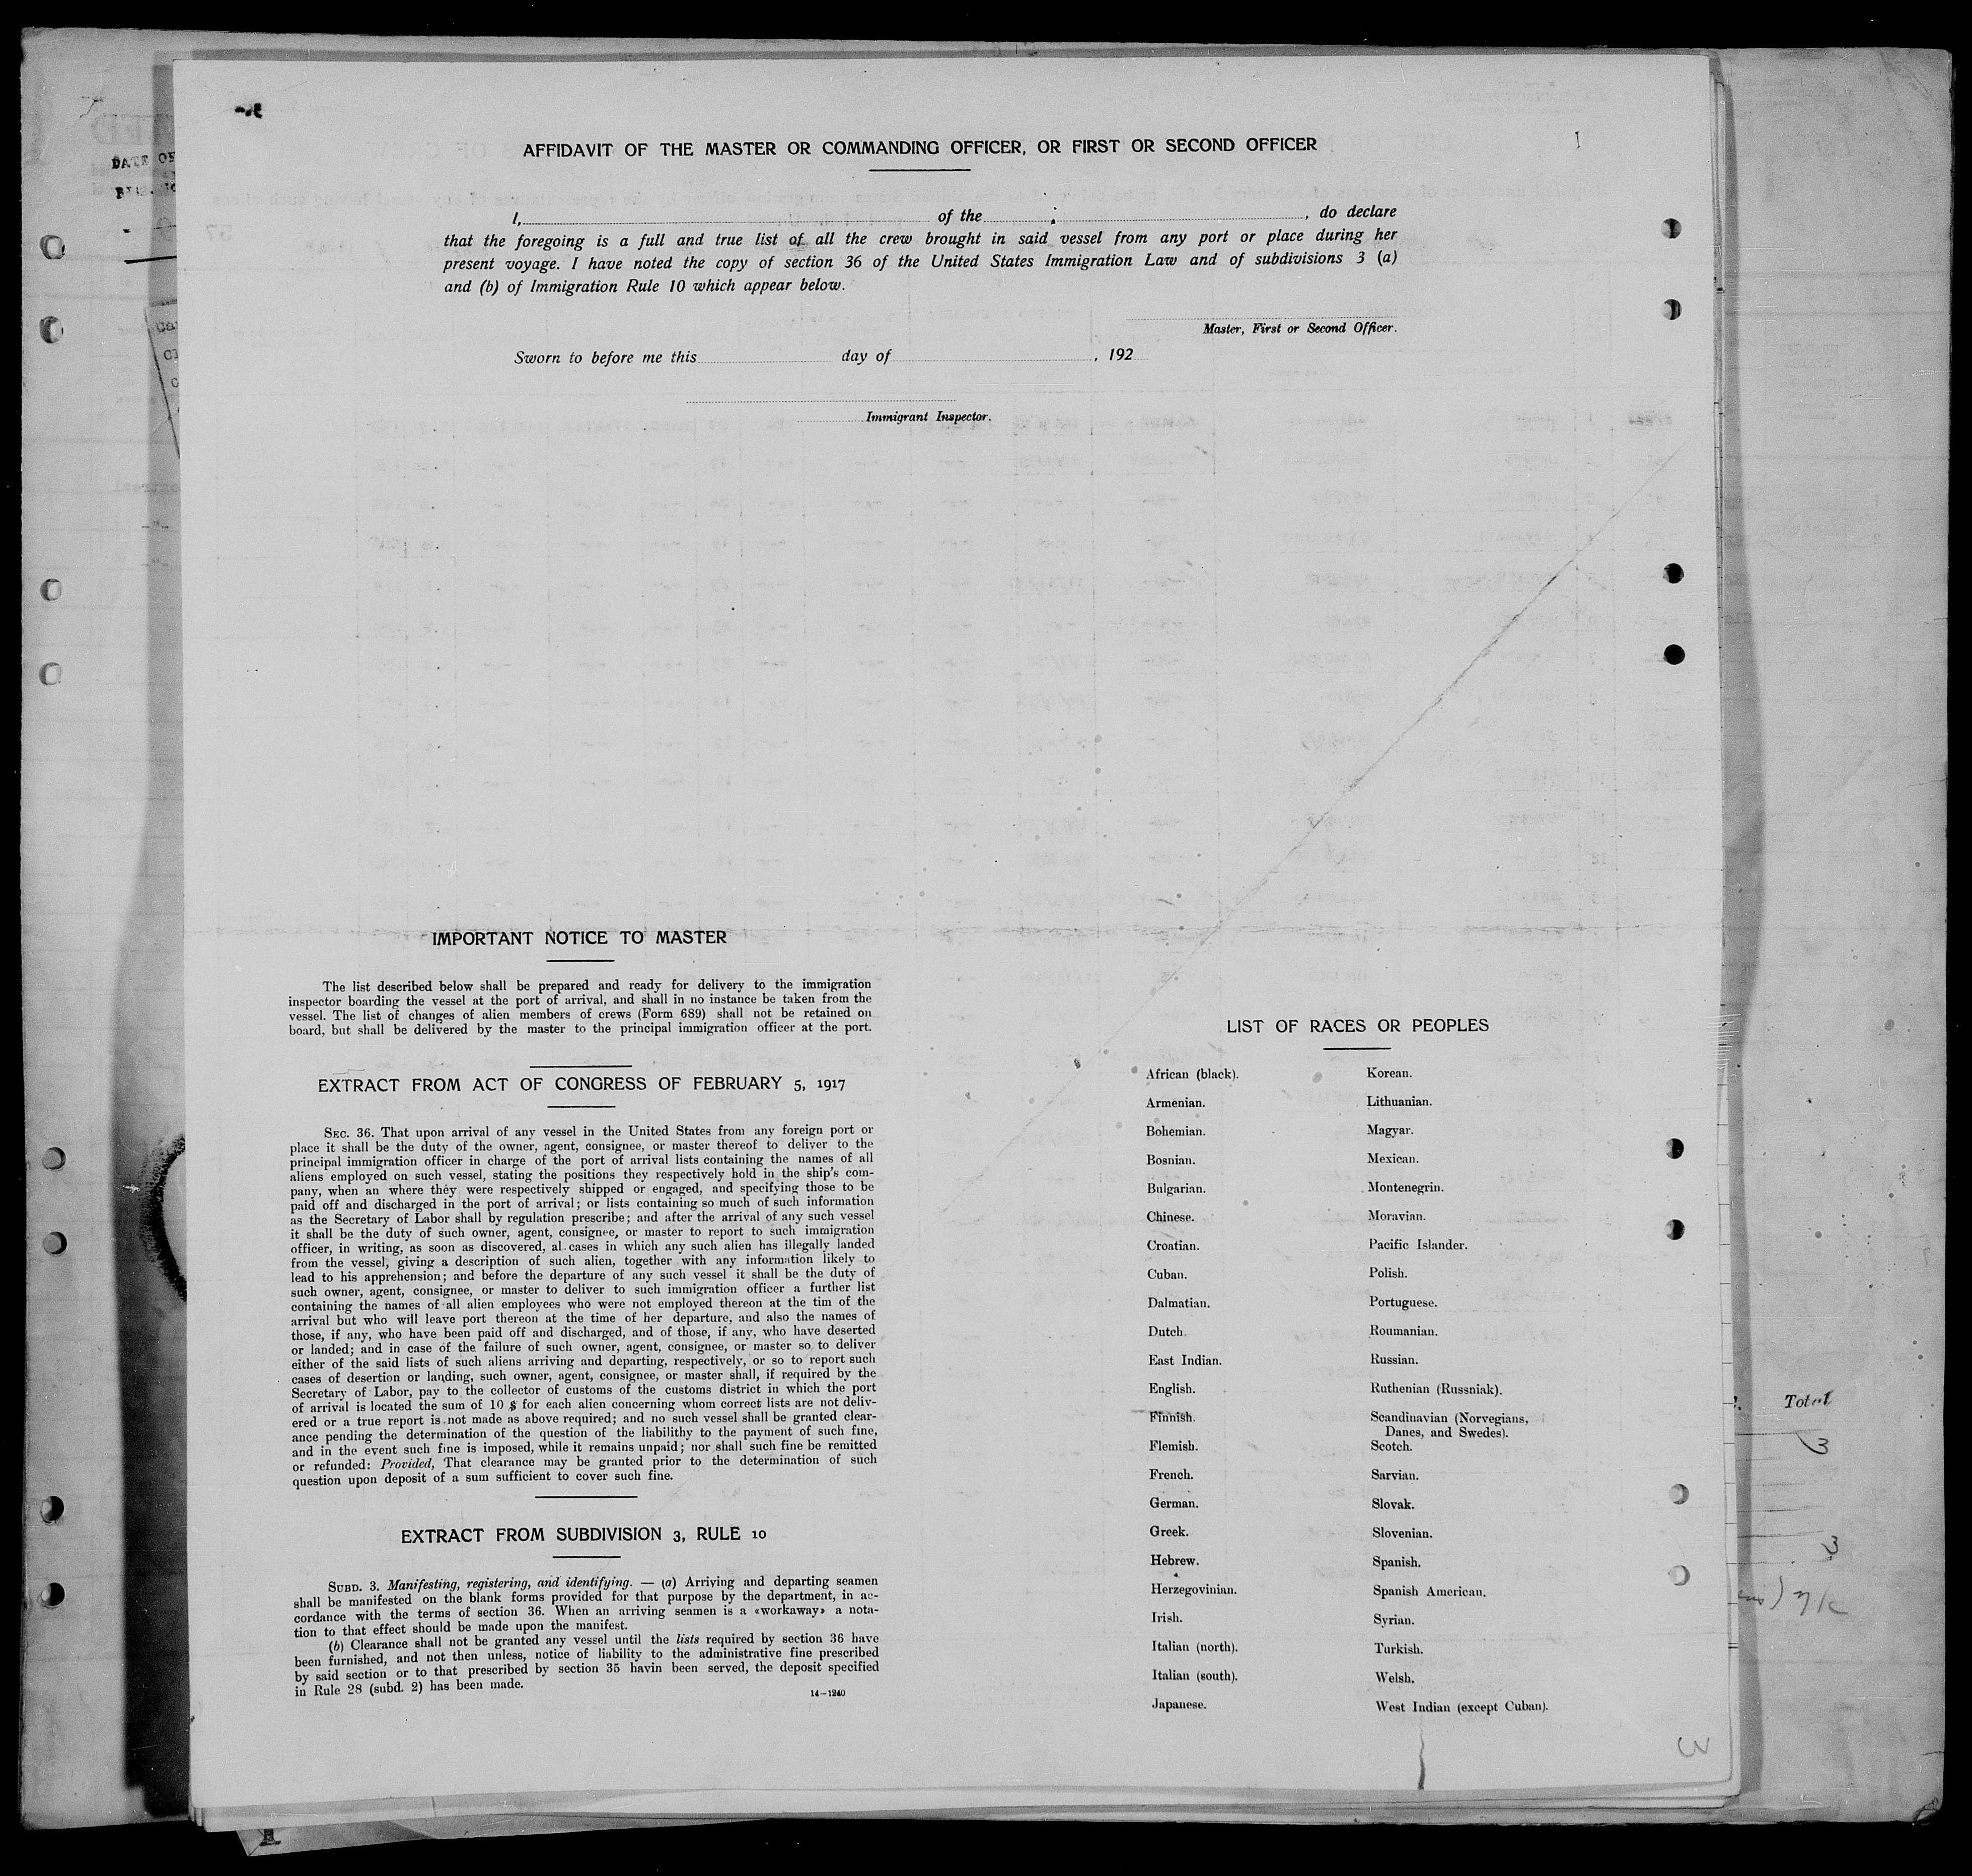 AFFIDAVIT OF THE MASTER OR COMMANDING OFFICER, OR FIRST OR SECOND OFFICER
I, of the , do declare
that the foregoing is a full and true list of all the crew brought in said vessel from any port or place during her
present voyage. I have noted the copy of section 36 of the United States Immigration Law and of subdivisions 3 (a)
and (b) of Immigration Rule 10 which appear below.
Master, First or Second Officer.
Sworn to before me this day of , 192
Immigrant Inspector.
IMPORTANT NOTICE TO MASTER
The list described below shall be prepared and ready for delivery to the immigration
inspector boarding the vessel at the port of arrival, and shall in no instance be taken from the
vessel. The list of changes of alien members of crews (Form 689) shall not be retained on
board, but shall be delivered by the master to the principal immigration officer at the port.
EXTRACT FROM ACT OF CONGRESS OF FEBRUARY 5, 1917
SEC. 36. That upon arrival of any vessel in the United States from any foreign port or
place it shall be the duty of the owner, agent, consignee, or master thereof to deliver to the
principal immigration officer in charge of the port of arrival lists containing the names of all
aliens employed on such vessel, stating the positions they respectively hold in the ship's com-
pany, when an where they were respectively shipped or engaged, and specifying those to be
paid off and discharged in the port of arrival; or lists containing so much of such information
as the Secretary of Labor shall by regulation prescribe; and after the arrival of any such vessel
it shall be the duty of such owner, agent, consignee, or master to report to such immigration
officer, in writing, as soon as discovered, al cases in which any such alien has illegally landed
from the vessel, giving a description of such alien, together with any information likely to
lead to his apprehension; and before the departure of any such vessel it shall be the duty of
such owner, agent, consignee, or master to deliver to such immigration officer a further list
containing the names of all alien employees who were not employed thereon at the tim of the
arrival but who will leave port thereon at the time of her departure, and also the names of
those, if any, who have been paid off and discharged, and of those, if any, who have deserted
or landed; and in case of the failure of such owner, agent, consignee, or master so to deliver
either of the said lists of such aliens arriving and departing, respectively, or so to report such
cases of desertion or landing, such owner, agent, consignee, or master shall, if required by the
Secretary of Labor, pay to the collector of customs of the customs district in which the port
of arrival is located the sum of 10 $ for each alien concerning whom correct lists are not deliv-
ered or a true report is not made as above required; and no such vessel shall be granted clear-
ance pending the determination of the question of the liabilithy to the payment of such fine,
and in the event such fine is imposed, while it remains unpaid; nor shall such fine be remitted
or refunded: Provided, That clearance may be granted prior to the determination of such
question upon deposit of a sum sufficient to cover such fine.
EXTRACT FROM SUBDIVISION 3, RULE 10
SUBD. 3. Manifesting, registering, and identifying. — (a) Arriving and departing seamen
shall be manifested on the blank forms provided for that purpose by the department, in ac-
cordance with the terms of section 36. When an arriving seamen is a «workaway» a nota-
tion to that effect should be made upon the manifest.
(b) Clearance shall not be granted any vessel until the lists required by section 36 have
been furnished, and not then unless, notice of liability to the administrative fine prescribed
by said section or to that prescribed by section 35 havin been served, the deposit specified
in Rule 28 (subd. 2) has been made.
14—1240
LIST OF RACES OR PEOPLES
African (black).
Armenian.
Bohemian.
Bosnian.
Bulgarian.
Chinese.
Croatian.
Cuban.
Dalmatian.
Dutch.
East Indian.
English.
Finnish.
Flemish.
French.
German.
Greek.
Hebrew.
Herzegovinian.
Irish.
Italian (north).
Italian (south).
Japanese.
Korean.
Lithuanian.
Magyar.
Mexican.
Montenegrin.
Moravian.
Pacific Islander.
Polish.
Portuguese.
Roumanian.
Russian.
Ruthenian (Russniak).
Scandinavian (Norwegians,
Danes, and Swedes).
Scotch.
Sarvian.
Slovak.
Slovenian.
Spanish.
Spanish American.
Syrian.
Turkish.
Welsh.
West Indian (except Cuban).
3
DATE OF
Total
3
3